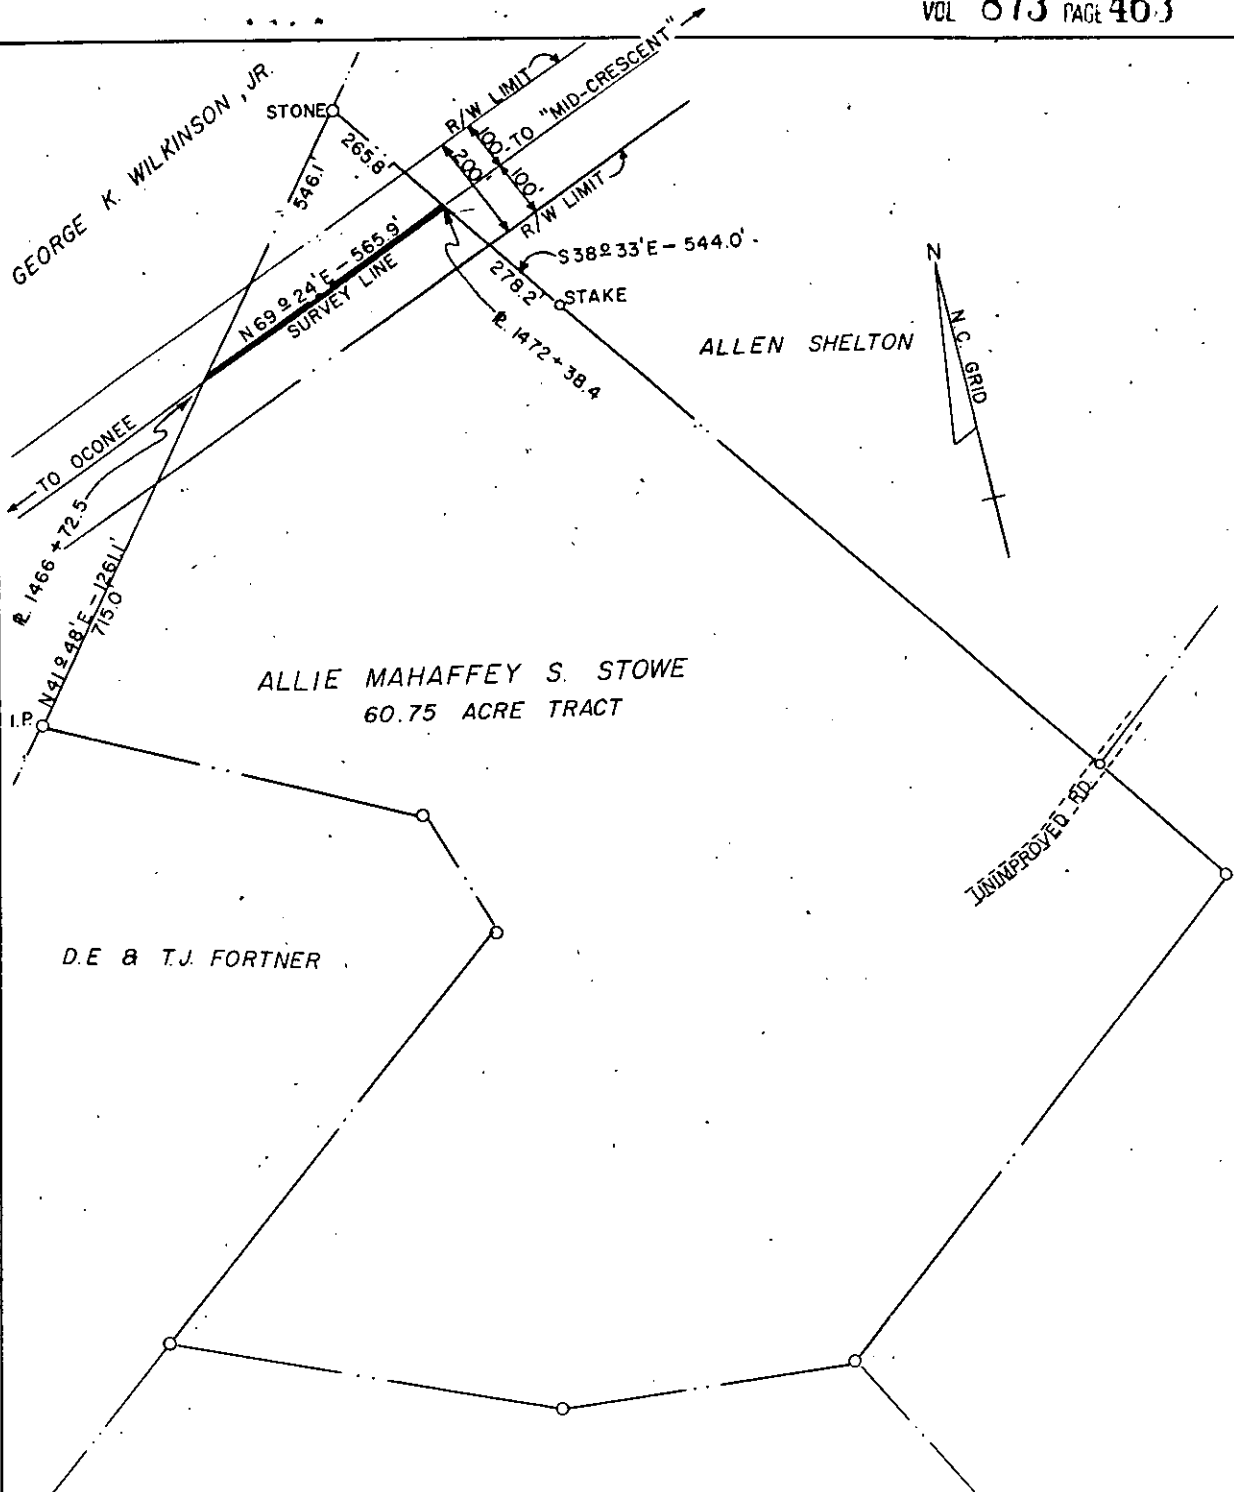 VOL 873 PAGE 463
GEORGE K. WILKINSON, JR.
STONE
265.8'
546.1'
R/W LIMIT
TO "MID-CRESCENT"
100'
200'
100'
R/W LIMIT
N 69º 24' E - 565.9'
SURVEY LINE
S 38º 33' E - 544.0'
278.2'
STAKE
℄ 1472 + 38.4
ALLEN SHELTON
N
N.C. GRID
TO OCONEE
℄ 1466 + 72.5
N 41º 48' E - 1261.1'
715.0'
ALLIE MAHAFFEY S. STOWE
60.75 ACRE TRACT
I.P.
UNIMPROVED RD.
D.E & T.J. FORTNER